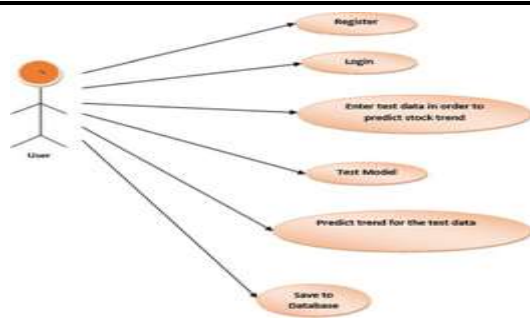 Register
Login
Enter test data in order to
predict stock trend
User
Test Model
Predict trend for the test data
Save to
Database